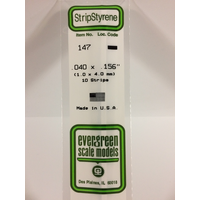 StripStyrene
Item No. Loc. Code
147
.040 x .156"
(1.0 x 4.0 mm)
10 Strips
Made in U.S.A.
evergreen
scale models
Des Plaines, IL 60018